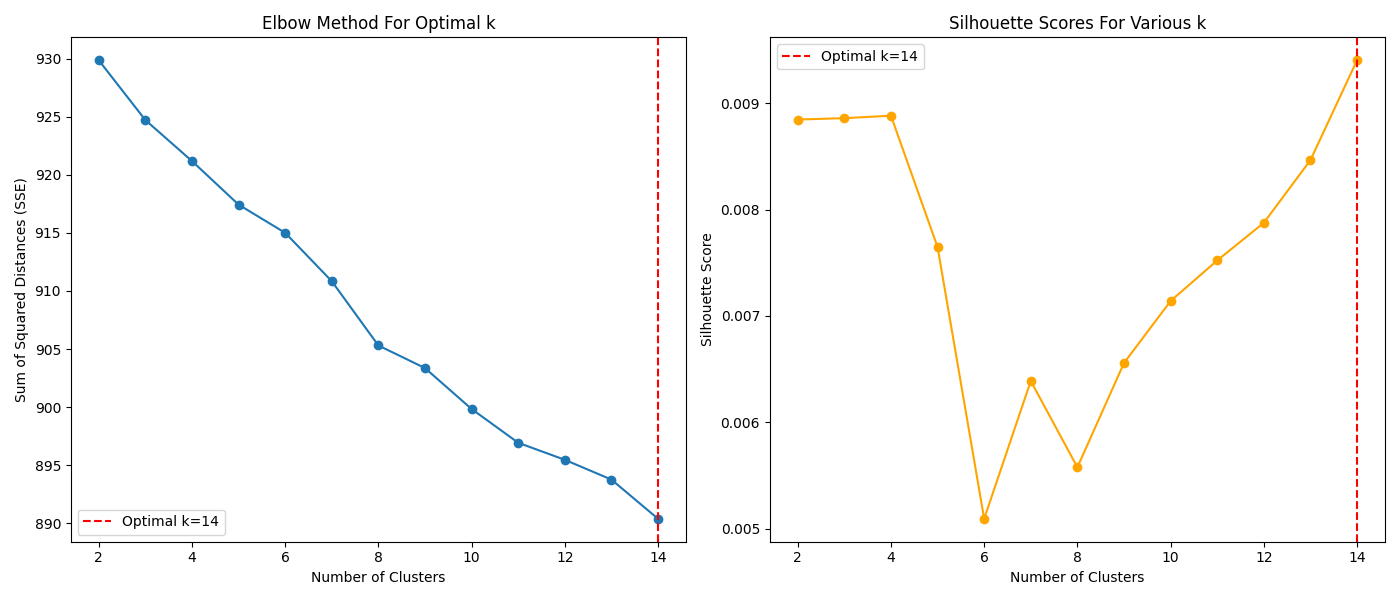 Elbow Method For Optimal k
Sum of Squared Distances (SSE)
930
925
920
915
910
905
900
895
890
2 4 6 8 10 12 14
Number of Clusters
Optimal k=14
Silhouette Scores For Various k
Optimal k=14
Silhouette Score
0.009
0.008
0.007
0.006
0.005
2 4 6 8 10 12 14
Number of Clusters